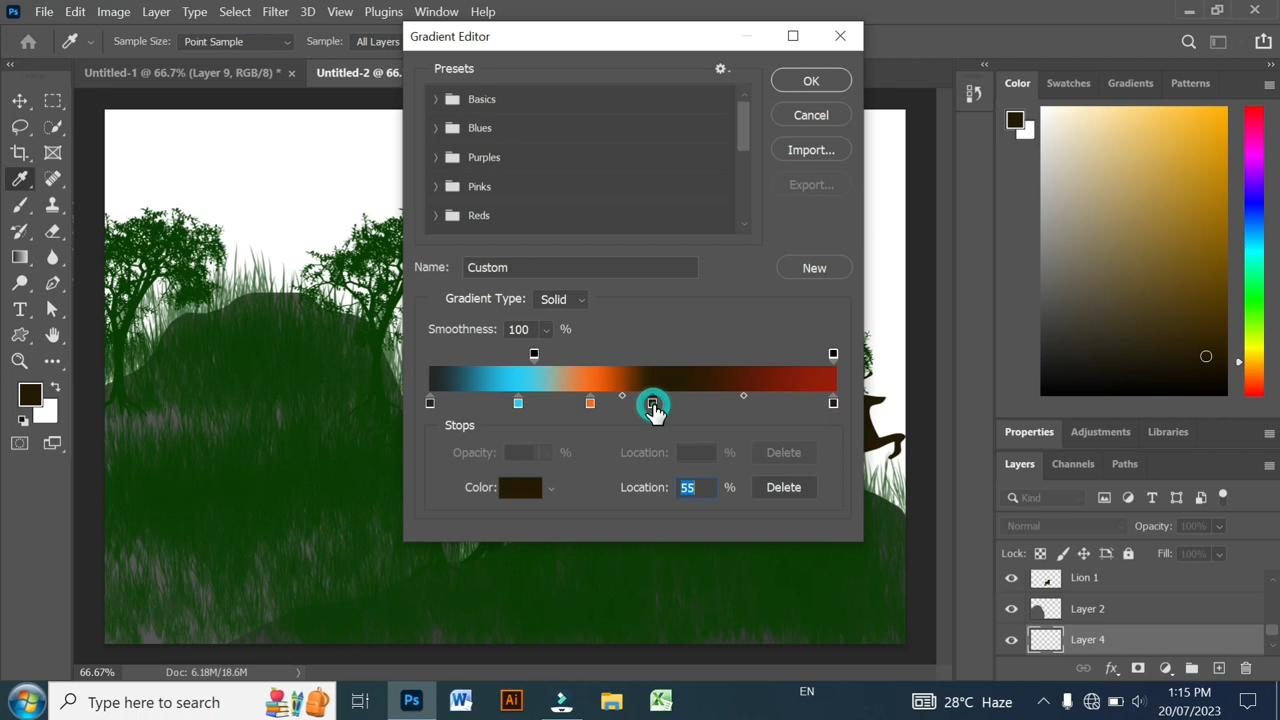 Ps File Edit Image Layer Type Select Filter 3D View Plugins Window Help
Sample Size: Point Sample Sample: All Layers
Untitled-1 @ 66.7% (Layer 9, RGB/8) * × Untitled-2 @ 66.
Gradient Editor
Presets
Basics
Blues
Purples
Pinks
Reds
OK
Cancel
Import...
Export...
Name: Custom New
Gradient Type: Solid
Smoothness: 100 %
Stops
Opacity: % Location: % Delete
Color: Location: 55 % Delete
Color Swatches Gradients Patterns
Properties Adjustments Libraries
Layers Channels Paths
Kind
Normal Opacity: 100%
Lock: Fill: 100%
Lion 1
Layer 2
Layer 4
66.67% Doc: 6.18M/18.6M
Type here to search
Ps Ai
EN
28°C Haze
1:15 PM
20/07/2023